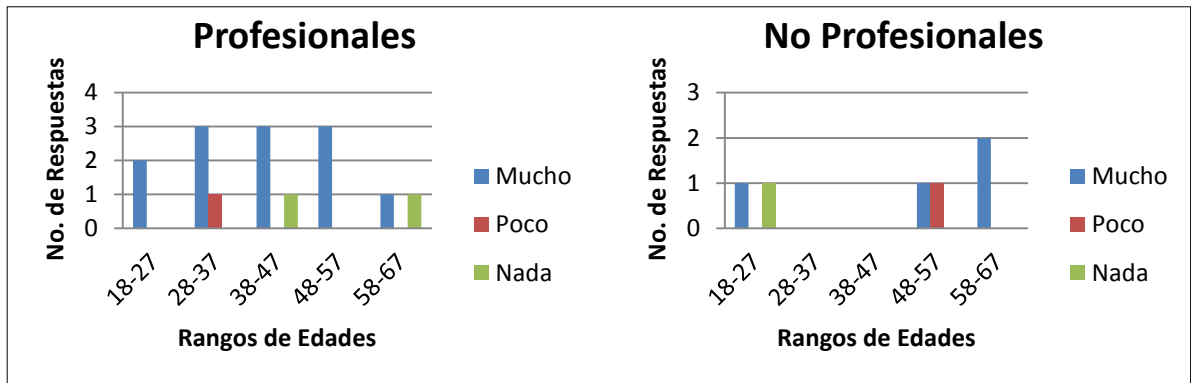 Profesionales
No. de Respuestas
4
3
2
1
0
18-27
28-37
38-47
48-57
58-67
Rangos de Edades
Mucho
Poco
Nada
No Profesionales
No. de Respuestas
3
2
1
0
18-27
28-37
38-47
48-57
58-67
Rangos de Edades
Mucho
Poco
Nada